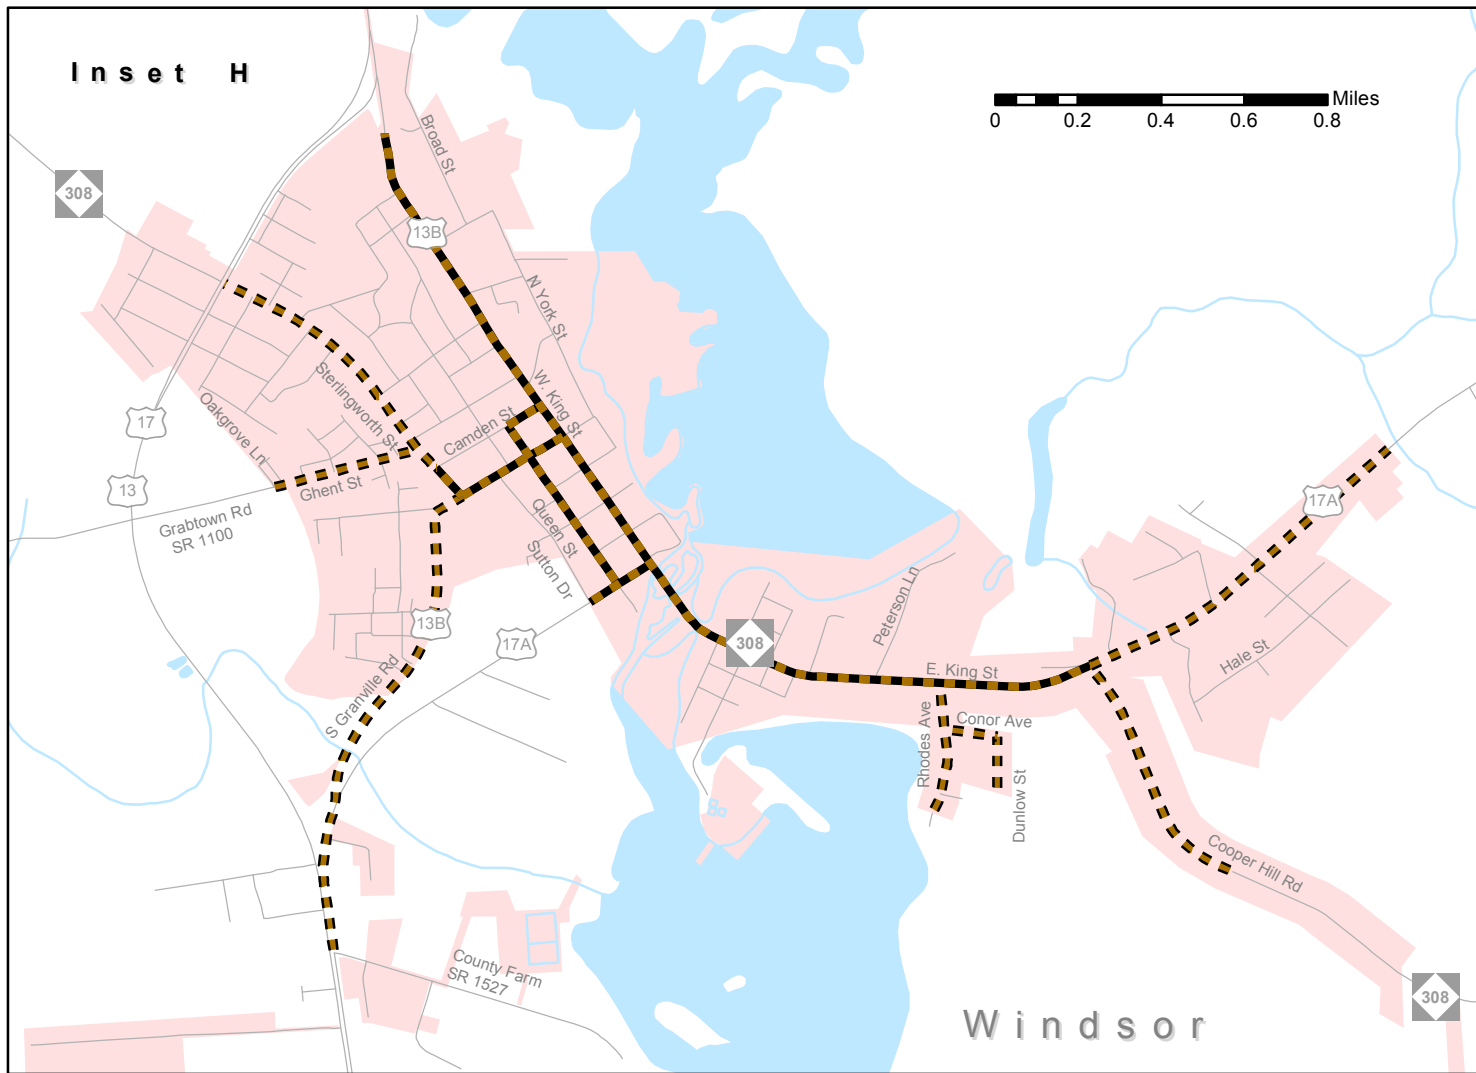 Inset H
Miles
0 0.2 0.4 0.6 0.8
308
Broad St
13B
N York St
W. King St
Sterlingworth St
Camden St
Oakgrove Ln
17
13
Ghent St
Grabtown Rd
SR 1100
Queen St
Sutton Dr
17A
13B
17A
308
Peterson Ln
Hale St
E. King St
S Granville Rd
Rhodes Ave
Conor Ave
Dunlow St
Cooper Hill Rd
County Farm
SR 1527
308
Windsor